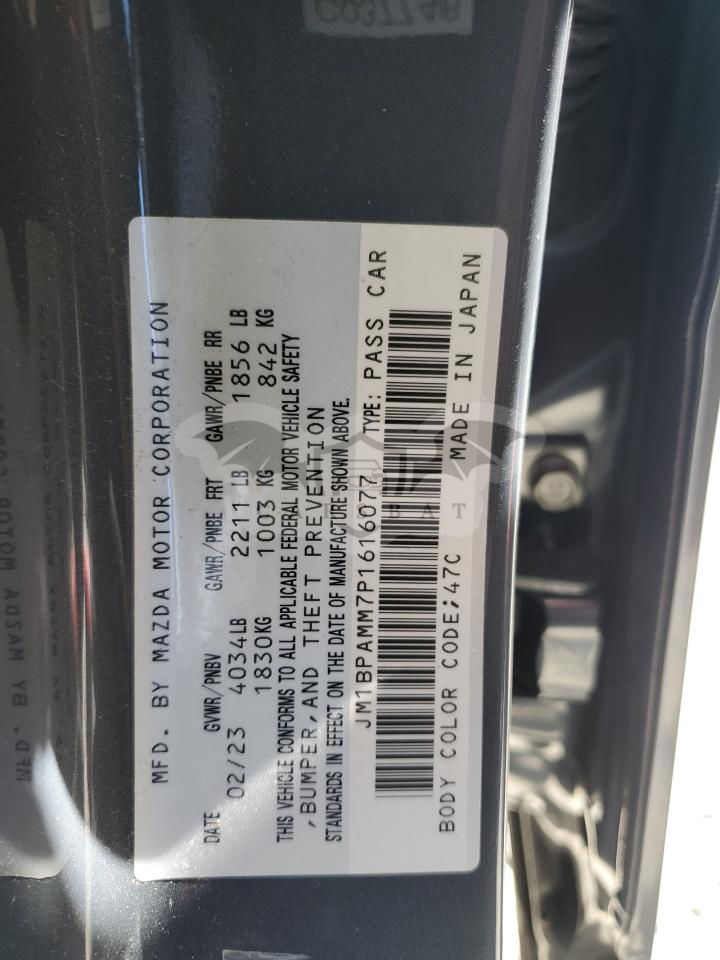 MFD. BY MAZDA MOTOR CORPORATION
DATE GVWR/PNBV GAWR/PNBE FRT GAWR/PNBE RR
02/23 4034LB 2211 LB 1856 LB
1830KG 1003 KG 842 KG
THIS VEHICLE CONFORMS TO ALL APPLICABLE FEDERAL MOTOR VEHICLE SAFETY
,BUMPER,AND THEFT PREVENTION
STANDARDS IN EFFECT ON THE DATE OF MANUFACTURE SHOWN ABOVE.
JM1BPAMM7P1616077 TYPE: PASS CAR
BODY COLOR CODE;47C MADE IN JAPAN
BAT